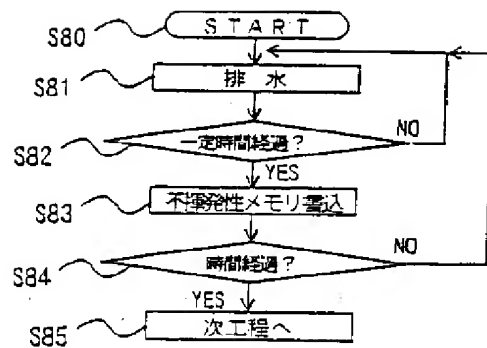 S80 START
S81 排水
S82 一定時間経過? NO
YES
S83 不揮発性メモリ書込
S84 時間経過? NO
YES
S85 次工程へ